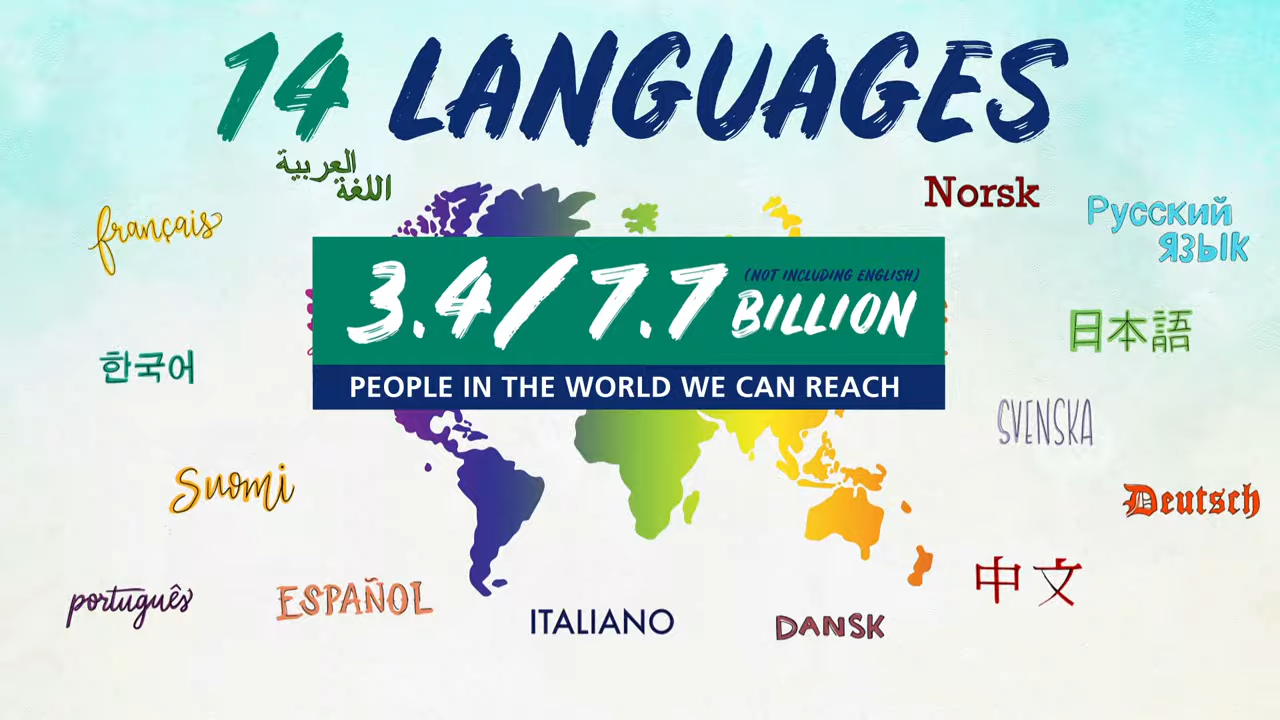 14 LANGUAGES
العربية
اللغة
Norsk
français
Русский
язык
(NOT INCLUDING ENGLISH)
3.4/7.7 BILLION
PEOPLE IN THE WORLD WE CAN REACH
한국어
日本語
SVENSKA
Suomi
Deutsch
português
ESPAÑOL
ITALIANO
DANSK
中文